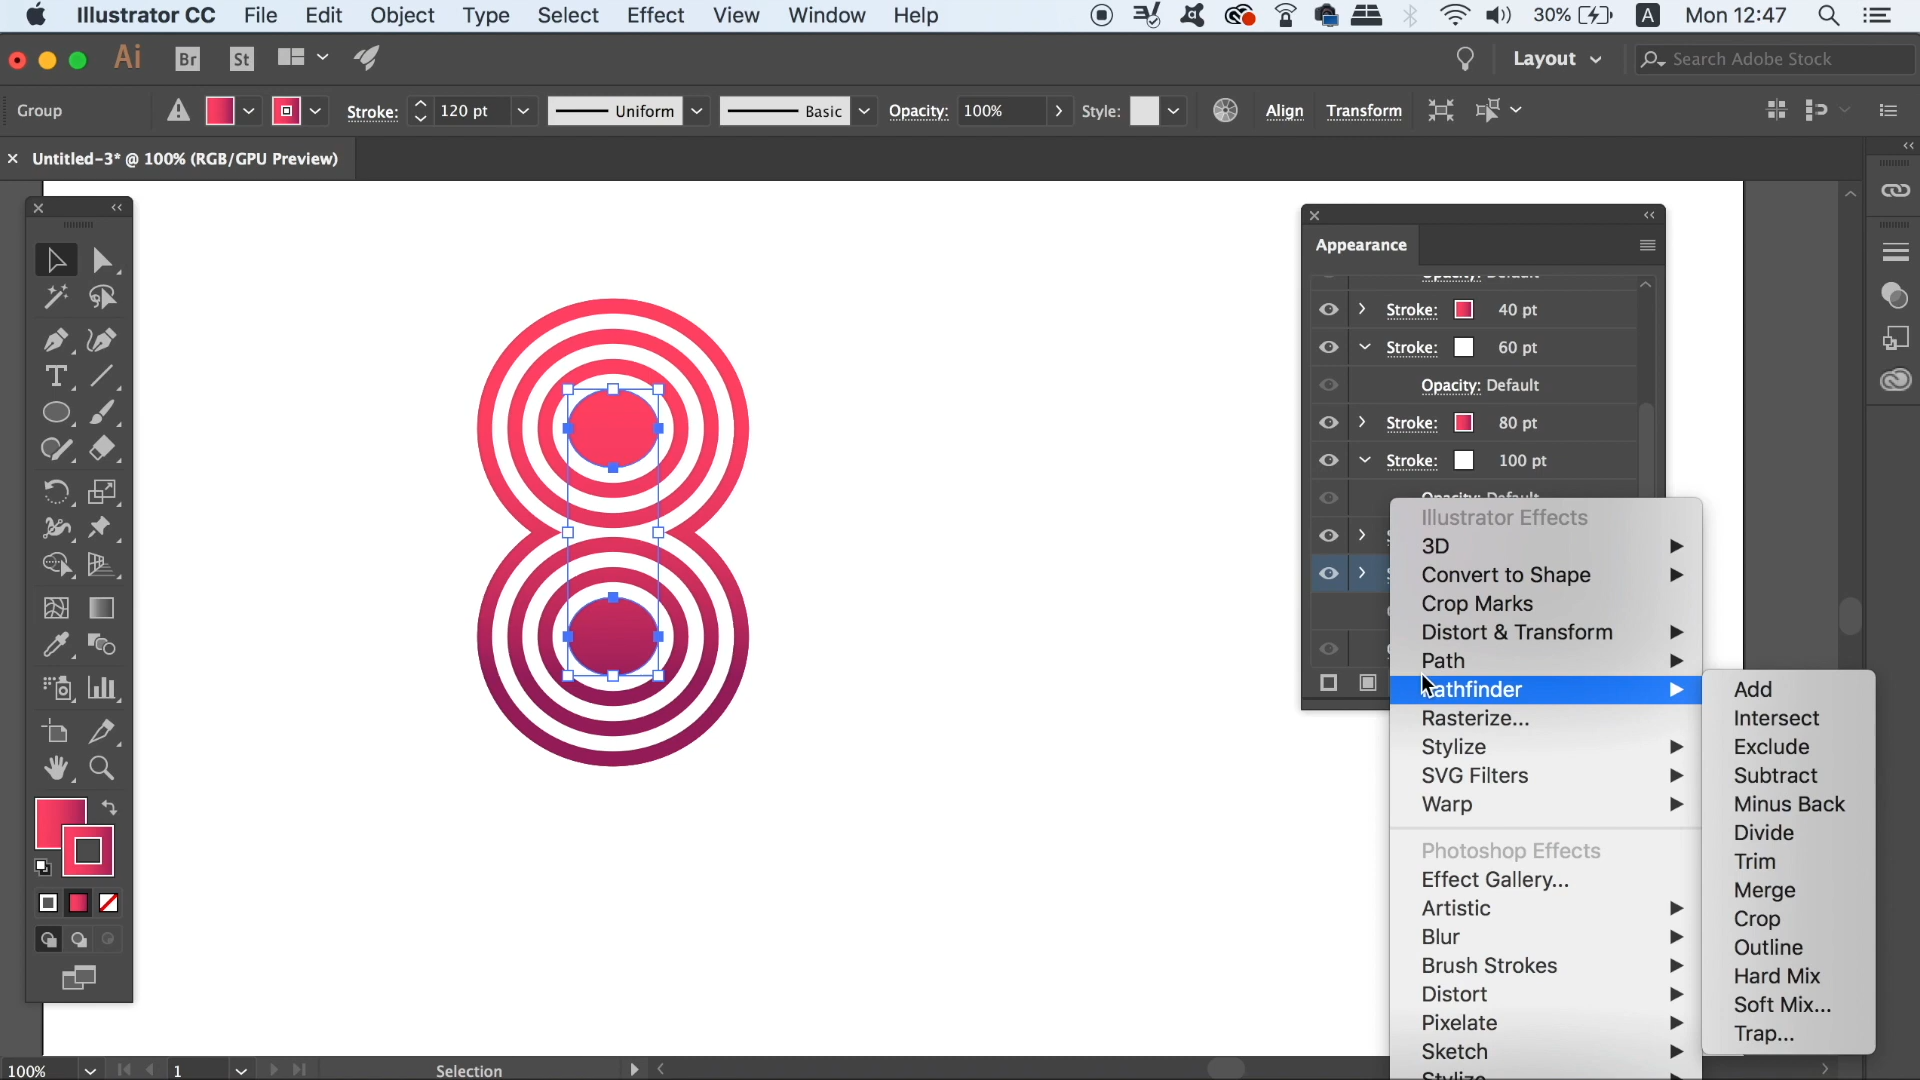 Illustrator CC File Edit Object Type Select Effect View Window Help 30% A Mon 12:47
Ai Br St Layout Search Adobe Stock
Group Stroke: 120 pt Uniform Basic Opacity: 100% Style: Align Transform
Untitled-3* @ 100% (RGB/GPU Preview)
Appearance
Stroke: 40 pt
Stroke: 60 pt
Opacity: Default
Stroke: 80 pt
Stroke: 100 pt
Opacity: Default
Illustrator Effects
3D
Convert to Shape
Crop Marks
Distort & Transform
Path
Pathfinder
Rasterize...
Stylize
SVG Filters
Warp
Photoshop Effects
Effect Gallery...
Artistic
Blur
Brush Strokes
Distort
Pixelate
Sketch
Stylize
Add
Intersect
Exclude
Subtract
Minus Back
Divide
Trim
Merge
Crop
Outline
Hard Mix
Soft Mix...
Trap...
100% 1 Selection